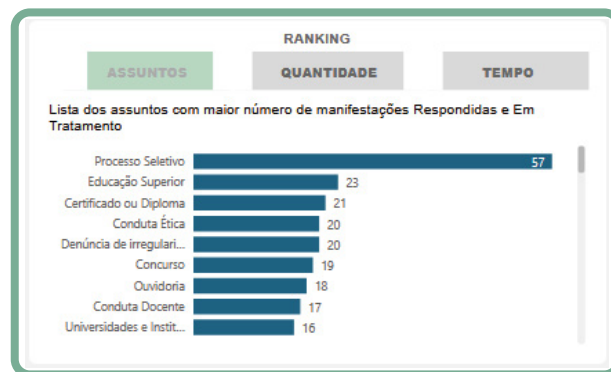 RANKING
ASSUNTOS QUANTIDADE TEMPO
Lista dos assuntos com maior número de manifestações Respondidas e Em
Tratamento
Processo Seletivo 57
Educação Superior 23
Certificado ou Diploma 21
Conduta Ética 20
Denúncia de irregulari... 20
Concurso 19
Ouvidoria 18
Conduta Docente 17
Universidades e Instit... 16